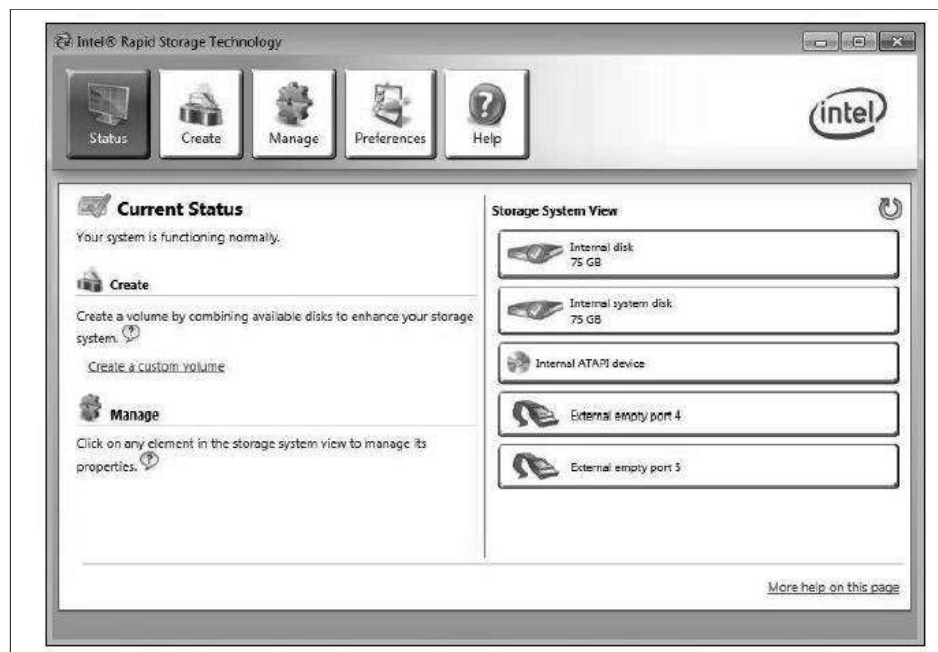 Intel® Rapid Storage Technology
Status
Create
Manage
Preferences
Help
intel
Current Status
Your system is functioning normally.
Create
Create a volume by combining available disks to enhance your storage
system.
Create a custom volume
Manage
Click on any element in the storage system view to manage its
properties.
Storage System View
Internal disk
75 GB
Internal system disk
75 GB
Internal ATAPI device
External empty port 4
External empty port 5
More help on this page